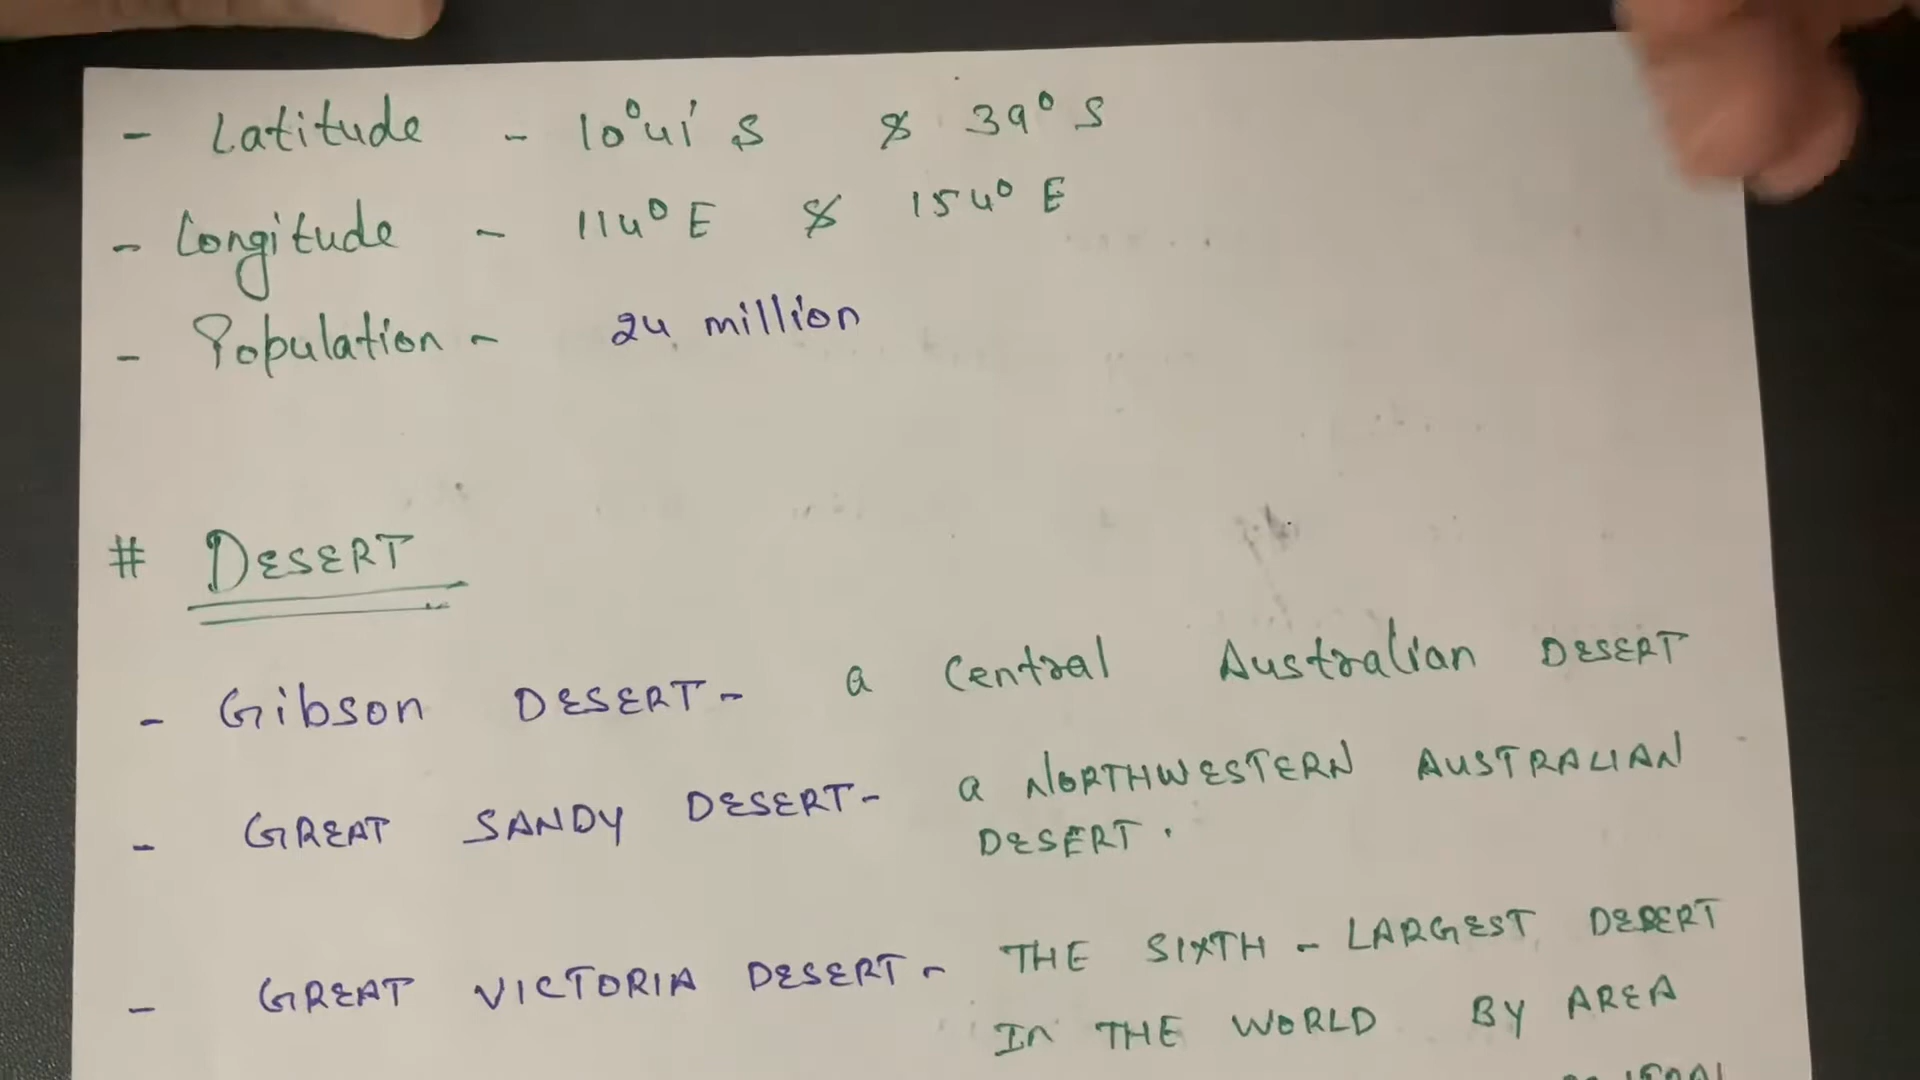 - Latitude - 10°41' S & 39° S
- Longitude - 114° E & 154° E
- Population - 24 million
# DESERT
- Gibson DESERT - a Central Australian DESERT
- GREAT SANDY DESERT - a NORTHWESTERN AUSTRALIAN
DESERT.
- GREAT VICTORIA DESERT - THE SIXTH - LARGEST DESERT
IN THE WORLD BY AREA